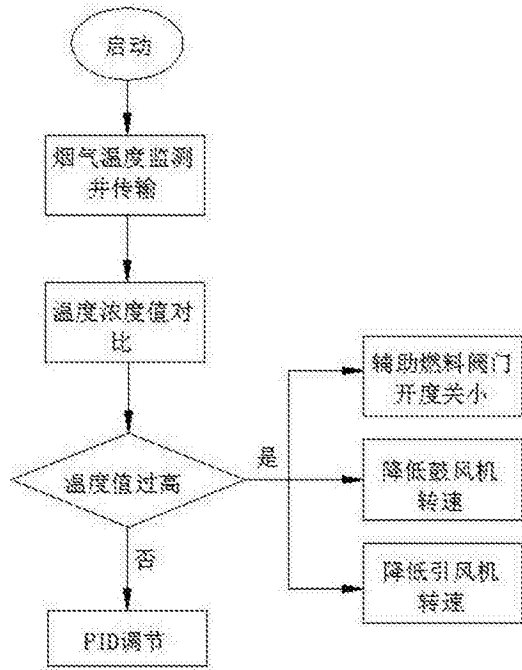 启动
烟气温度监测
并传输
温度浓度值对
比
温度值过高
是
否
PID调节
辅助燃料阀门
开度关小
降低鼓风机
转速
降低引风机
转速